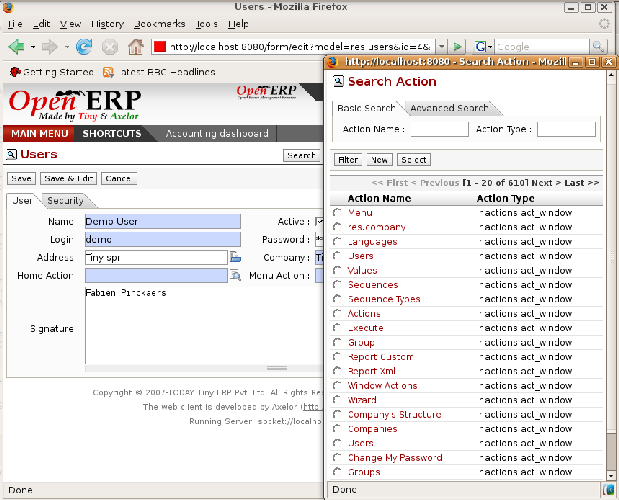 Users - Mozilla Firefox
File Edit View History Bookmarks Tools Help
http://localhost:8080/form/edit?model=res.users&id=4& Google
Getting Started Latest BBC Headlines
Open ERP
Made by Tiny & Axelor
OpenERP
MAIN MENU SHORTCUTS Accounting dashboard
Users
Search
Save Save & Edit Cancel
User Security
Name Demo User Active :
Login demo Password :
Address Tiny sprl Company :
Home Action Menu Action :
Signature Fabien Pinckaers
Copyright © 2007-TODAY Tiny ERP Pvt. Ltd. All Rights Res
The web client is developed by Axelor (http:
Running Server: socket://localho
Done
http://localhost:8080 - Search Action - Mozil
Search Action
Basic Search Advanced Search
Action Name : Action Type :
Filter New Select
<< First < Previous [1 - 20 of 610] Next > Last >>
Action Name Action Type
Menu ir.actions.act_window
res.company ir.actions.act_window
Languages ir.actions.act_window
Users ir.actions.act_window
Values ir.actions.act_window
Sequences ir.actions.act_window
Sequence Types ir.actions.act_window
Actions ir.actions.act_window
Execute ir.actions.act_window
Group ir.actions.act_window
Report Custom ir.actions.act_window
Report Xml ir.actions.act_window
Window Actions ir.actions.act_window
Wizard ir.actions.act_window
Company's Structure ir.actions.act_window
Companies ir.actions.act_window
Users ir.actions.act_window
Change My Password ir.actions.act_window
Groups ir.actions.act_window
Done